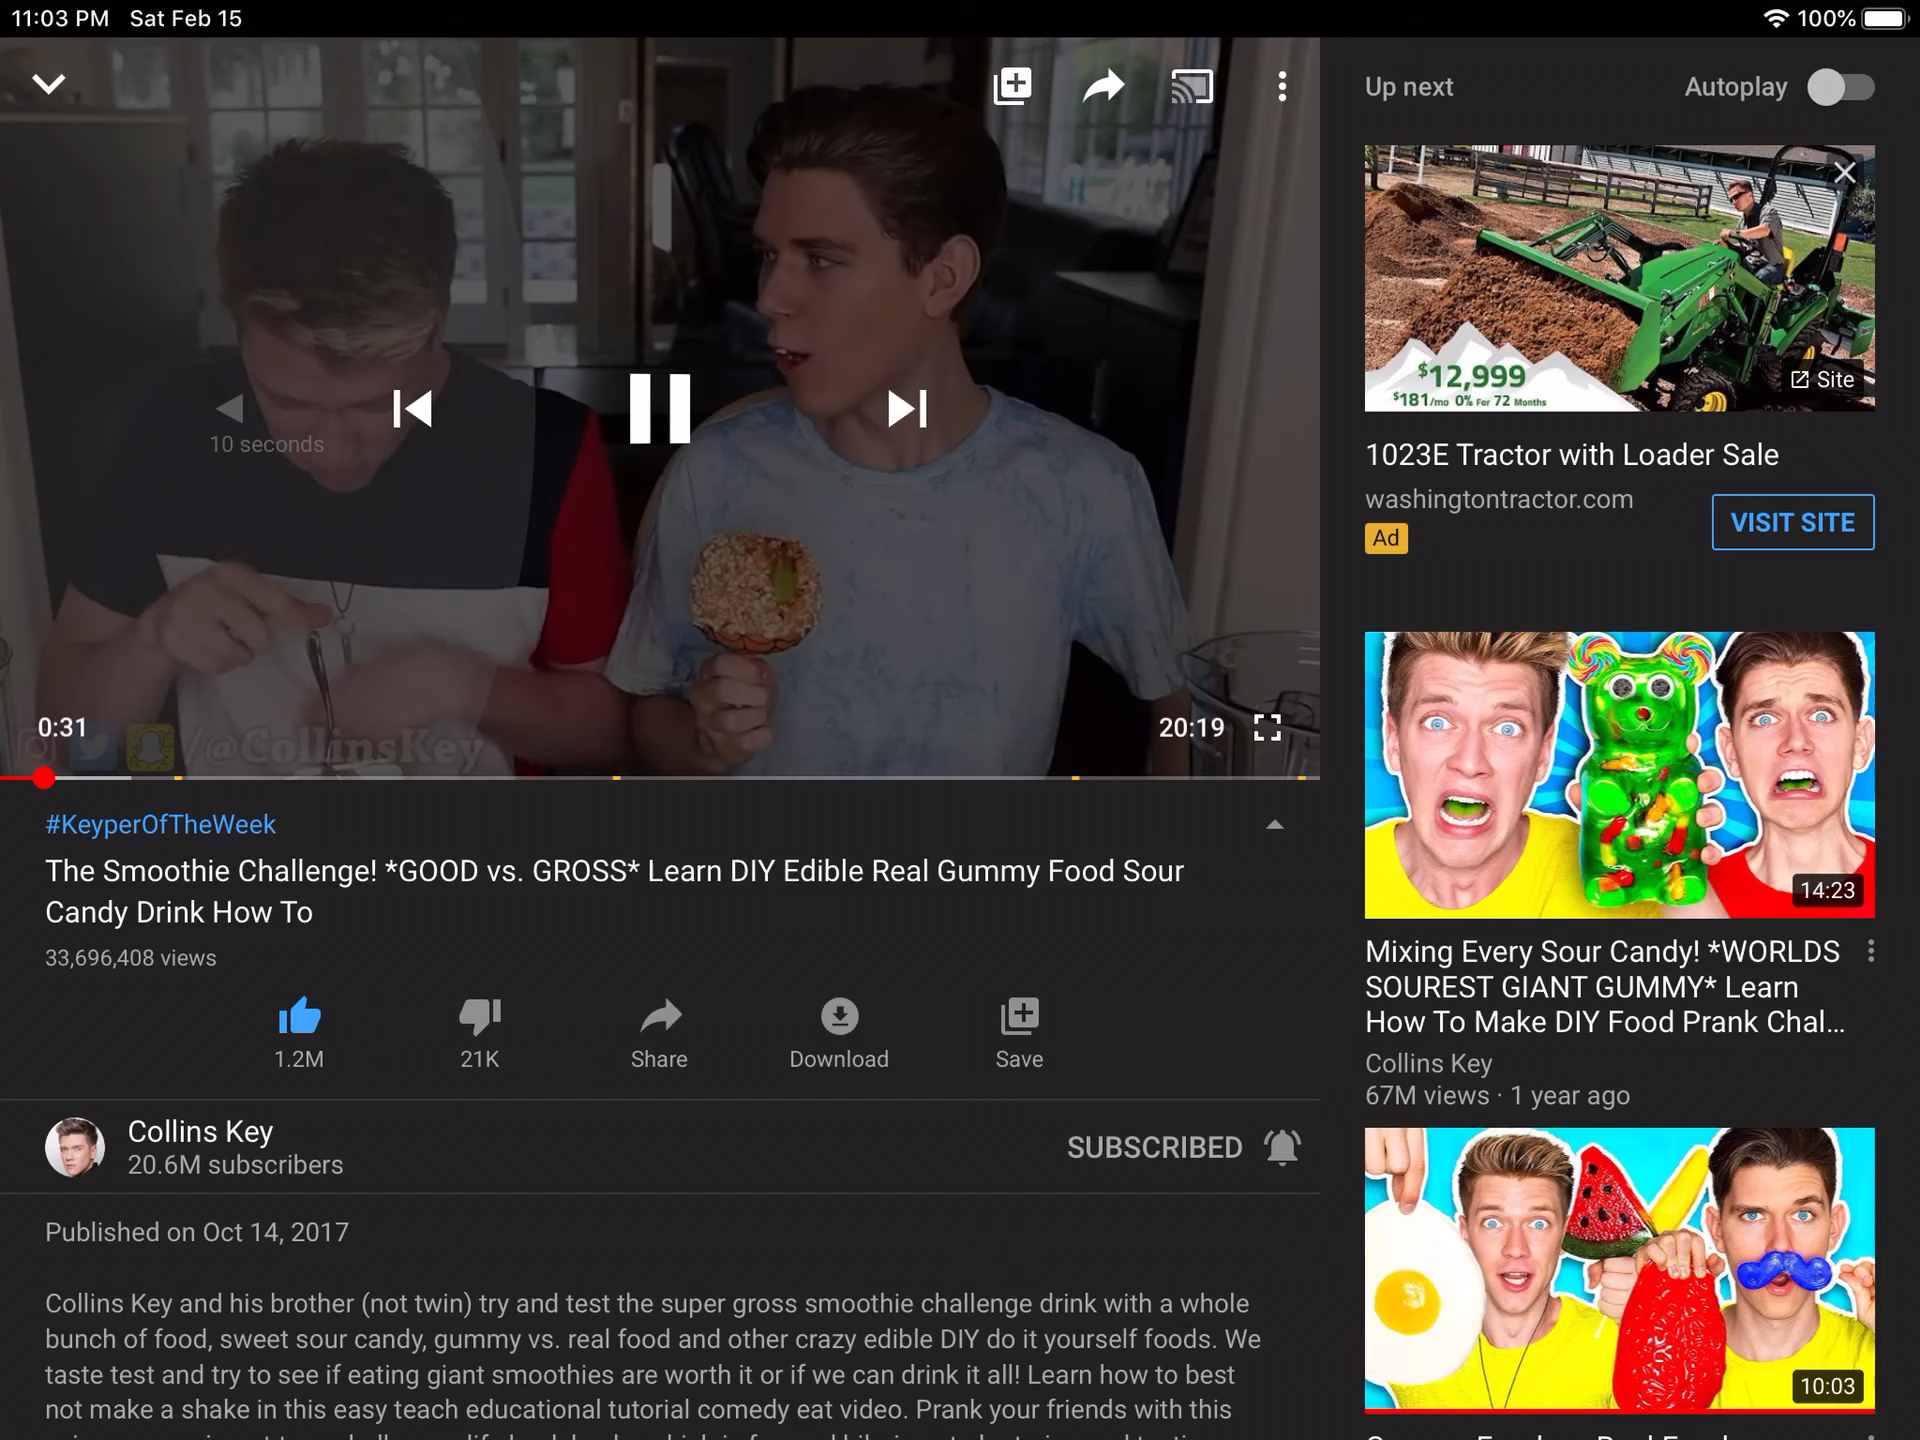 11:03 PM Sat Feb 15
100%
10 seconds
0:31
/@CollinsKey
20:19
#KeyperOfTheWeek
The Smoothie Challenge! *GOOD vs. GROSS* Learn DIY Edible Real Gummy Food Sour
Candy Drink How To
33,696,408 views
1.2M
21K
Share
Download
Save
Collins Key
20.6M subscribers
SUBSCRIBED
Published on Oct 14, 2017
Collins Key and his brother (not twin) try and test the super gross smoothie challenge drink with a whole
bunch of food, sweet sour candy, gummy vs. real food and other crazy edible DIY do it yourself foods. We
taste test and try to see if eating giant smoothies are worth it or if we can drink it all! Learn how to best
not make a shake in this easy teach educational tutorial comedy eat video. Prank your friends with this
Up next
Autoplay
$12,999
$181/mo 0% For 72 Months
Site
1023E Tractor with Loader Sale
washingtontractor.com
Ad
VISIT SITE
14:23
Mixing Every Sour Candy! *WORLDS
SOUREST GIANT GUMMY* Learn
How To Make DIY Food Prank Chal...
Collins Key
67M views · 1 year ago
10:03